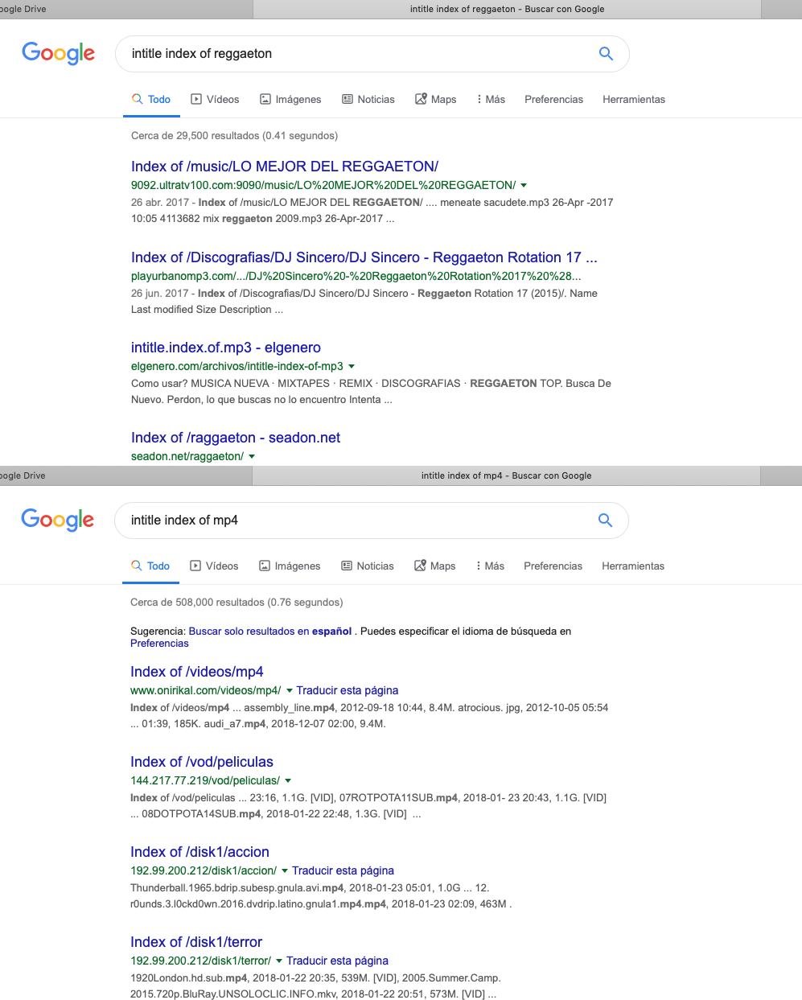 oogle Drive
intitle index of reggaeton - Buscar con Google
Google
intitle index of reggaeton
Todo Vídeos Imágenes Noticias Maps Más Preferencias Herramientas
Cerca de 29,500 resultados (0.41 segundos)
Index of /music/LO MEJOR DEL REGGAETON/
9092.ultratv100.com:9090/music/LO%20MEJOR%20DEL%20REGGAETON/
26 abr. 2017 - Index of /music/LO MEJOR DEL REGGAETON/ .... meneate sacudete.mp3 26-Apr -2017
10:05 4113682 mix reggaeton 2009.mp3 26-Apr-2017 ...
Index of /Discografias/DJ Sincero/DJ Sincero - Reggaeton Rotation 17 ...
playurbanomp3.com/.../DJ%20Sincero%20-%20Reggaeton%20Rotation%2017%20%28...
26 jun. 2017 - Index of /Discografias/DJ Sincero/DJ Sincero - Reggaeton Rotation 17 (2015)/. Name
Last modified Size Description ...
intitle.index.of.mp3 - elgenero
elgenero.com/archivos/intitle-index-of-mp3
Como usar? MUSICA NUEVA · MIXTAPES · REMIX · DISCOGRAFIAS · REGGAETON TOP. Busca De
Nuevo. Perdon, lo que buscas no lo encuentro Intenta ...
Index of /raggaeton - seadon.net
seadon.net/raggaeton/
oogle Drive
intitle index of mp4 - Buscar con Google
Google
intitle index of mp4
Todo Vídeos Imágenes Noticias Maps Más Preferencias Herramientas
Cerca de 508,000 resultados (0.76 segundos)
Sugerencia: Buscar solo resultados en español . Puedes especificar el idioma de búsqueda en
Preferencias
Index of /videos/mp4
www.onirikal.com/videos/mp4/ Traducir esta página
Index of /videos/mp4 ... assembly_line.mp4, 2012-09-18 10:44, 8.4M. atrocious. jpg, 2012-10-05 05:54
... 01:39, 185K. audi_a7.mp4, 2018-12-07 02:00, 9.4M.
Index of /vod/peliculas
144.217.77.219/vod/peliculas/
Index of /vod/peliculas ... 23:16, 1.1G. [VID], 07ROTPOTA11SUB.mp4, 2018-01- 23 20:43, 1.1G. [VID]
... 08DOTPOTA14SUB.mp4, 2018-01-22 22:48, 1.3G. [VID] ...
Index of /disk1/accion
192.99.200.212/disk1/accion/ Traducir esta página
Thunderball.1965.bdrip.subesp.gnula.avi.mp4, 2018-01-23 05:01, 1.0G ... 12.
r0unds.3.l0ckd0wn.2016.dvdrip.latino.gnula1.mp4.mp4, 2018-01-23 02:09, 463M .
Index of /disk1/terror
192.99.200.212/disk1/terror/ Traducir esta página
1920London.hd.sub.mp4, 2018-01-22 20:35, 539M. [VID], 2005.Summer.Camp.
2015.720p.BluRay.UNSOLOCLIC.INFO.mkv, 2018-01-22 20:51, 573M. [VID] ...